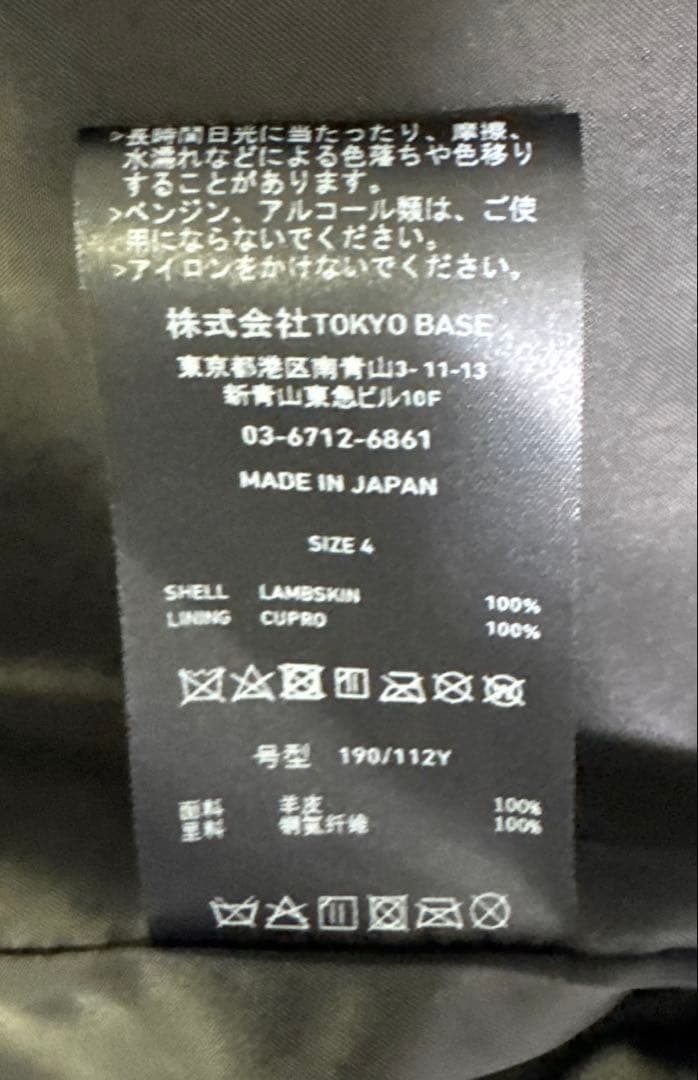 >長時間日光に当たったり、摩擦、
水濡れなどによる色落ちや色移り
することがあります。
>ベンジン、アルコール類は、ご使
用にならないでください。
>アイロンをかけないでください。
株式会社TOKYO BASE
東京都港区南青山3-11-13
新青山東急ビル10F
03-6712-6861
MADE IN JAPAN
SIZE 4
SHELL LAMBSKIN 100%
LINING CUPRO 100%
号型 190/112Y
面料 羊皮 100%
里料 铜氨纤维 100%